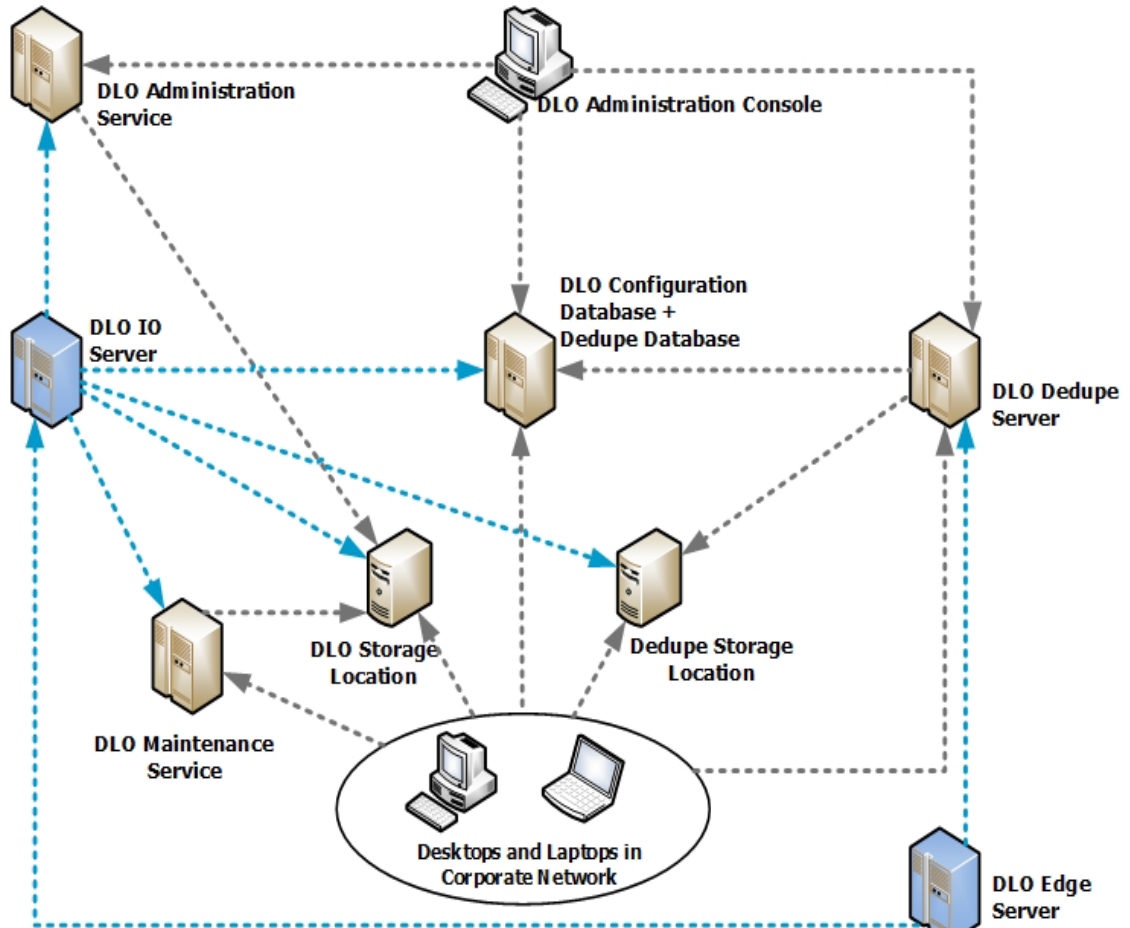 DLO Administration
Service
DLO Administration Console
DLO Configuration
Database +
Dedupe Database
DLO IO
Server
DLO Dedupe
Server
DLO Storage
Location
Dedupe Storage
Location
DLO Maintenance
Service
Desktops and Laptops in
Corporate Network
DLO Edge
Server